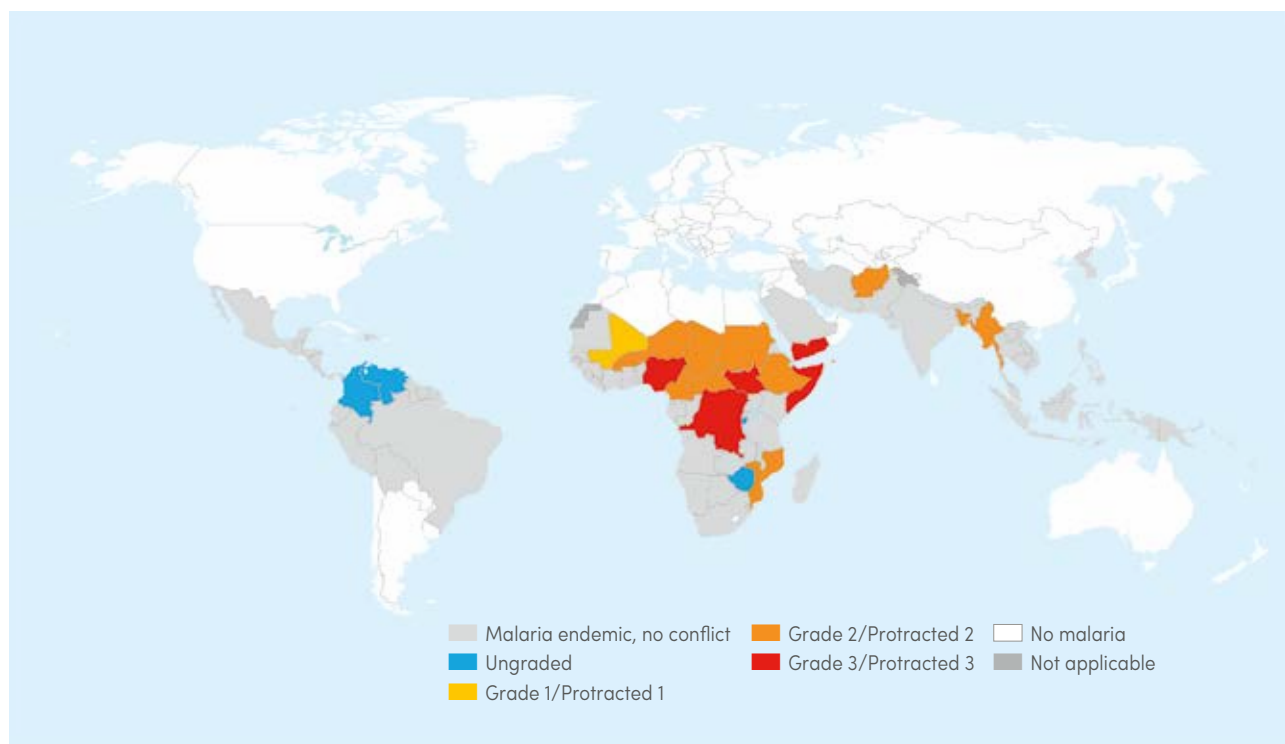 Malaria endemic, no conflict
Ungraded
Grade 1/Protracted 1
Grade 2/Protracted 2
Grade 3/Protracted 3
No malaria
Not applicable